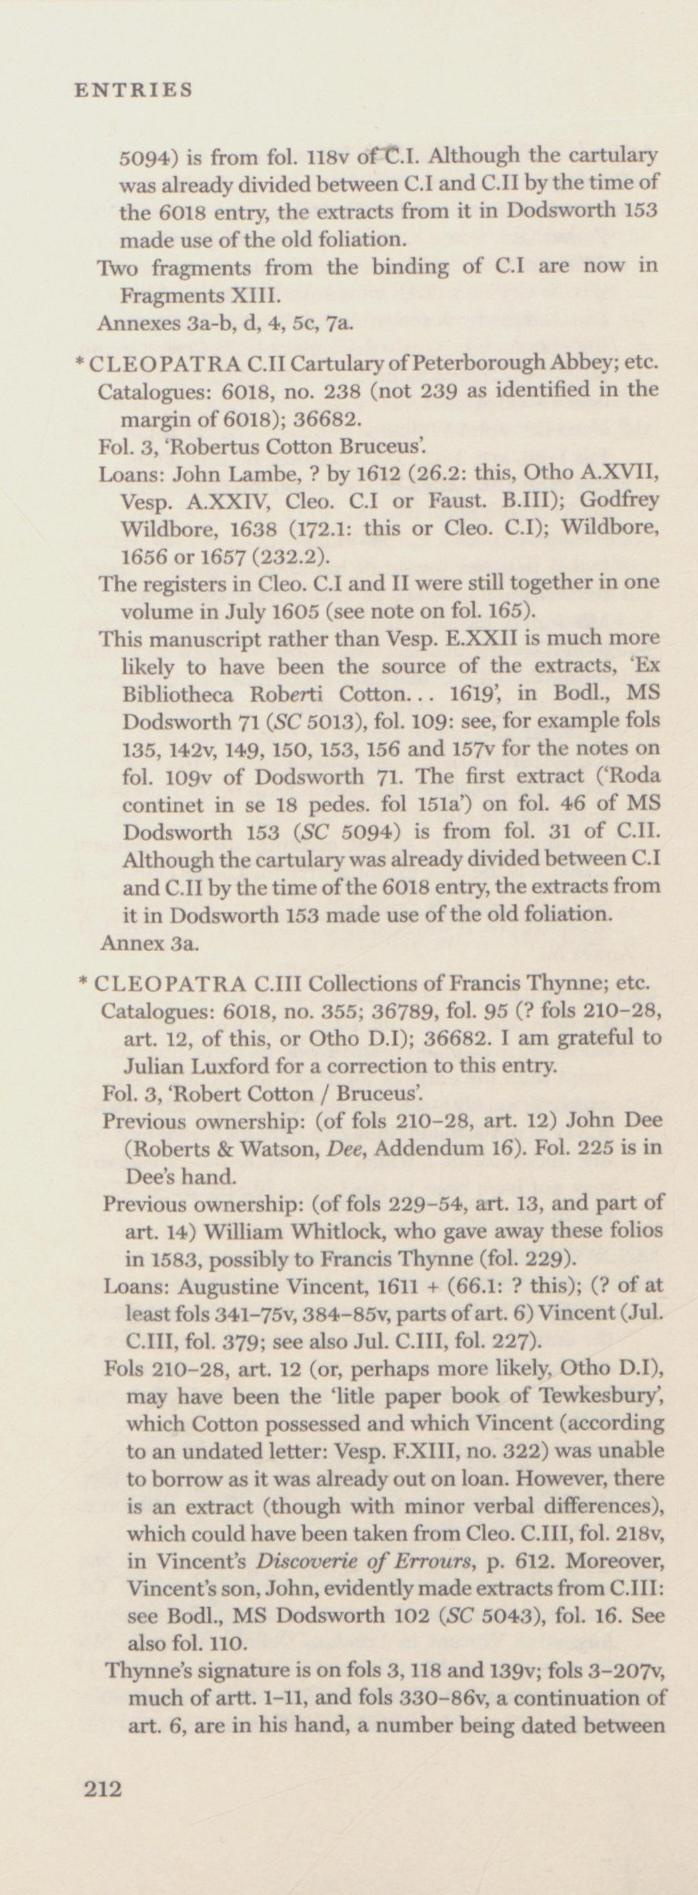 ENTRIES
5094) is from fol. 118v of C.I. Although the cartulary
was already divided between C.I and C.II by the time of
the 6018 entry, the extracts from it in Dodsworth 153
made use of the old foliation.
Two fragments from the binding of C.I are now in
Fragments XIII.
Annexes 3a-b, d, 4, 5c, 7a.
* CLEOPATRA C.II Cartulary of Peterborough Abbey; etc.
Catalogues: 6018, no. 238 (not 239 as identified in the
margin of 6018); 36682.
Fol. 3, ‘Robertus Cotton Bruceus’.
Loans: John Lambe, ? by 1612 (26.2: this, Otho A.XVII,
Vesp. A.XXIV, Cleo. C.I or Faust. B.III); Godfrey
Wildbore, 1638 (172.1: this or Cleo. C.I); Wildbore,
1656 or 1657 (232.2).
The registers in Cleo. C.I and II were still together in one
volume in July 1605 (see note on fol. 165).
This manuscript rather than Vesp. E.XXII is much more
likely to have been the source of the extracts, ‘Ex
Bibliotheca Roberti Cotton... 1619’, in Bodl., MS
Dodsworth 71 (SC 5013), fol. 109: see, for example fols
135, 142v, 149, 150, 153, 156 and 157v for the notes on
fol. 109v of Dodsworth 71. The first extract (‘Roda
continet in se 18 pedes. fol 151a’) on fol. 46 of MS
Dodsworth 153 (SC 5094) is from fol. 31 of C.II.
Although the cartulary was already divided between C.I
and C.II by the time of the 6018 entry, the extracts from
it in Dodsworth 153 made use of the old foliation.
Annex 3a.
* CLEOPATRA C.III Collections of Francis Thynne; etc.
Catalogues: 6018, no. 355; 36789, fol. 95 (? fols 210–28,
art. 12, of this, or Otho D.I); 36682. I am grateful to
Julian Luxford for a correction to this entry.
Fol. 3, ‘Robert Cotton / Bruceus’.
Previous ownership: (of fols 210–28, art. 12) John Dee
(Roberts & Watson, Dee, Addendum 16). Fol. 225 is in
Dee’s hand.
Previous ownership: (of fols 229–54, art. 13, and part of
art. 14) William Whitlock, who gave away these folios
in 1583, possibly to Francis Thynne (fol. 229).
Loans: Augustine Vincent, 1611 + (66.1: ? this); (? of at
least fols 341–75v, 384–85v, parts of art. 6) Vincent (Jul.
C.III, fol. 379; see also Jul. C.III, fol. 227).
Fols 210–28, art. 12 (or, perhaps more likely, Otho D.I),
may have been the ‘litle paper book of Tewkesbury’,
which Cotton possessed and which Vincent (according
to an undated letter: Vesp. F.XIII, no. 322) was unable
to borrow as it was already out on loan. However, there
is an extract (though with minor verbal differences),
which could have been taken from Cleo. C.III, fol. 218v,
in Vincent’s Discoverie of Errours, p. 612. Moreover,
Vincent’s son, John, evidently made extracts from C.III:
see Bodl., MS Dodsworth 102 (SC 5043), fol. 16. See
also fol. 110.
Thynne’s signature is on fols 3, 118 and 139v; fols 3–207v,
much of artt. 1–11, and fols 330–86v, a continuation of
art. 6, are in his hand, a number being dated between
212